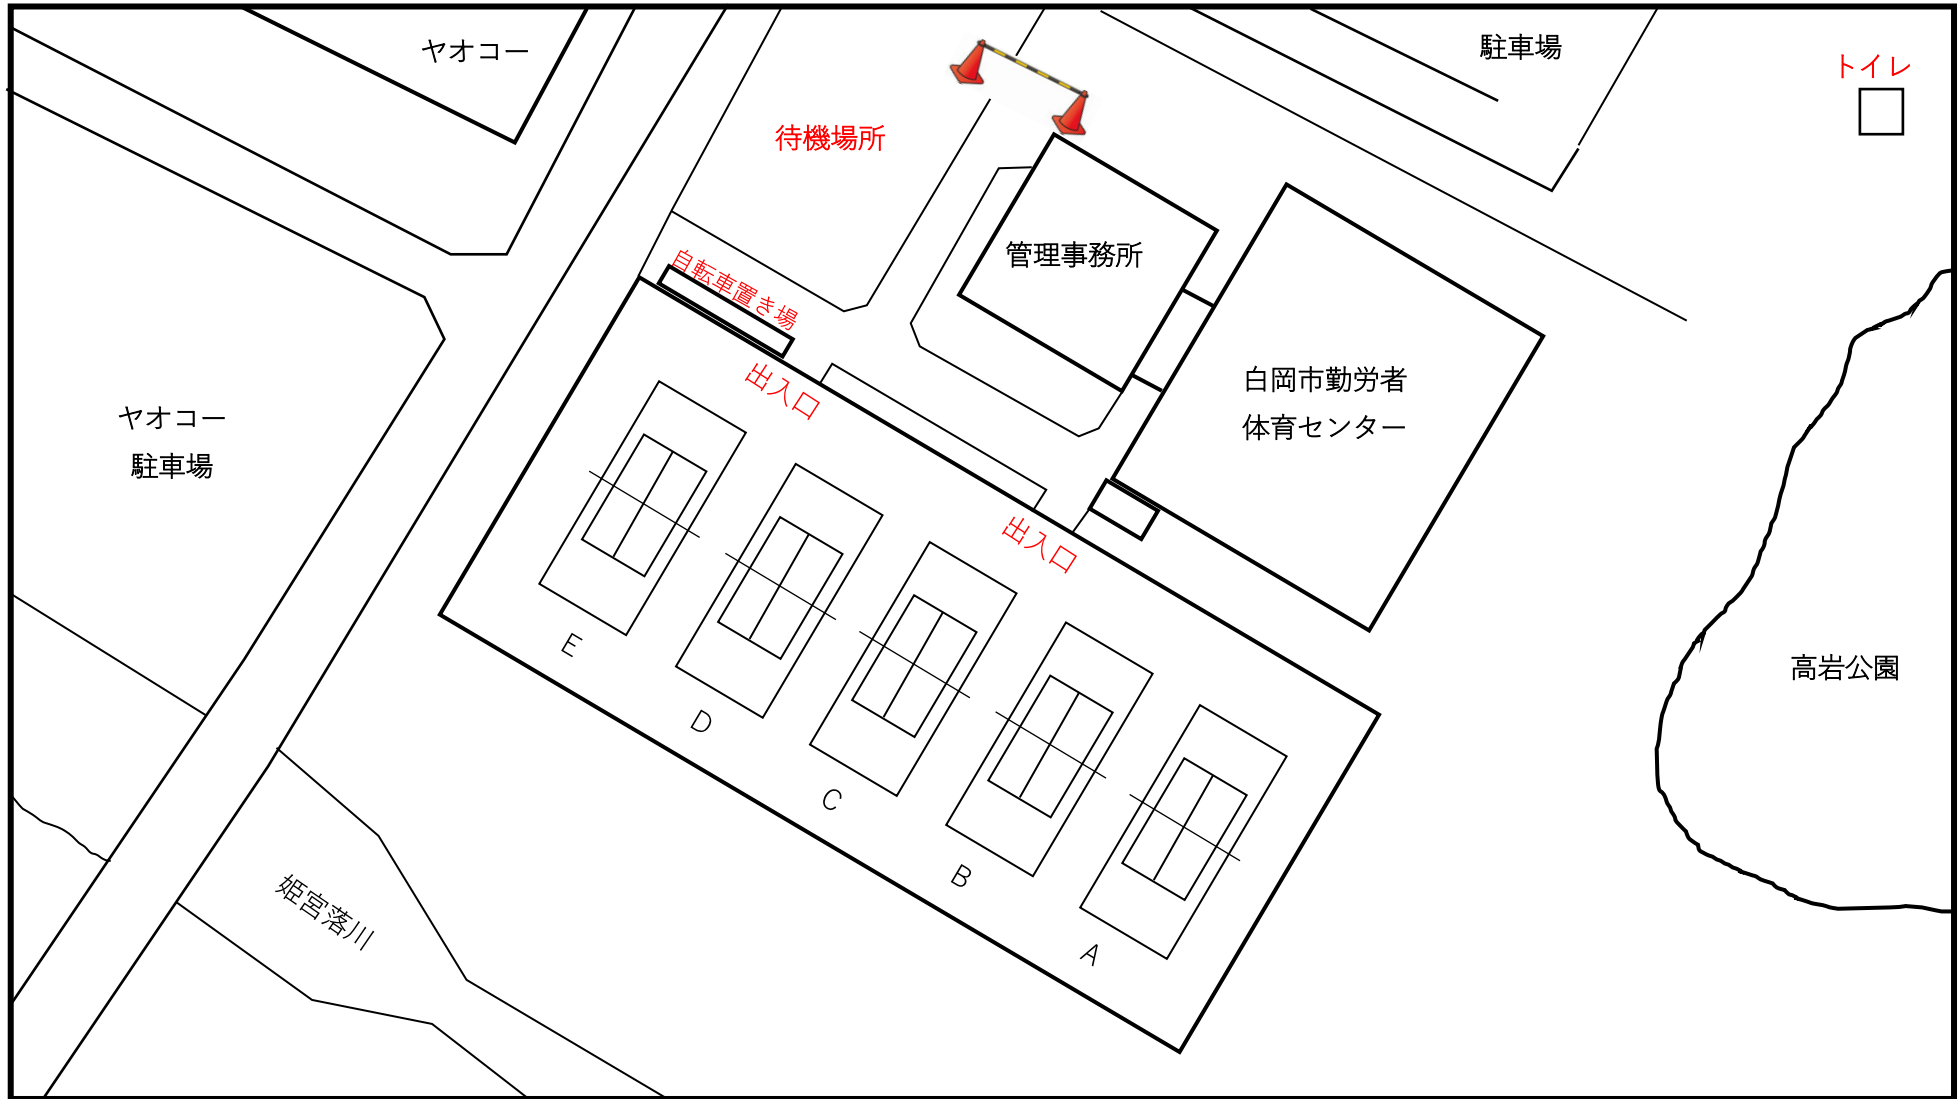 ヤオコー
駐車場
トイレ
待機場所
管理事務所
自転車置き場
出入口
白岡市勤労者
体育センター
ヤオコー
駐車場
出入口
E
D
C
B
A
高岩公園
姫宮落川